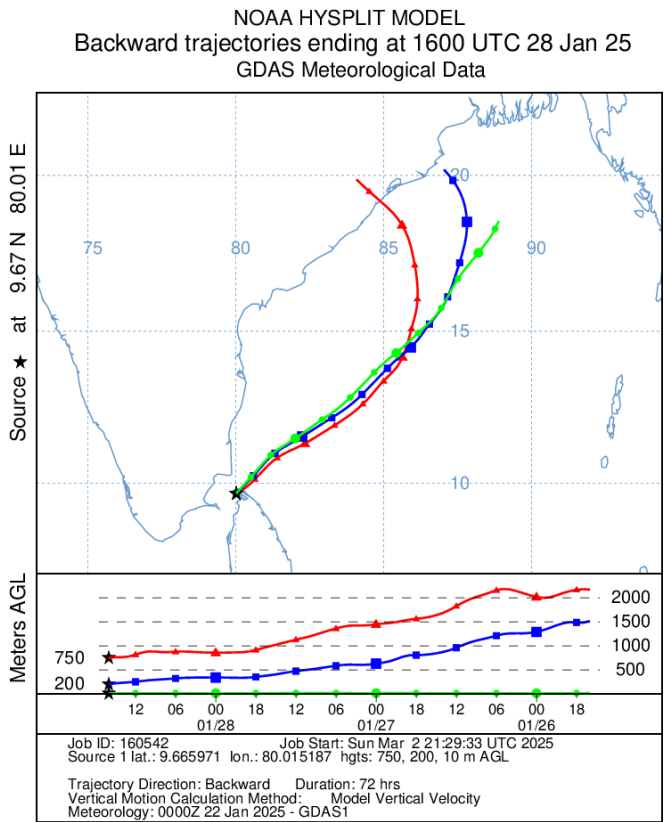 NOAA HYSPLIT MODEL
Backward trajectories ending at 1600 UTC 28 Jan 25
GDAS Meteorological Data
Source ★ at 9.67 N 80.01 E
20
75 80 85 90
15
10
Meters AGL
2000
1500
1000
750
500
200
12 06 00 18 12 06 00 18 12 06 00 18
01/28 01/27 01/26
Job ID: 160542 Job Start: Sun Mar 2 21:29:33 UTC 2025
Source 1 lat.: 9.665971 lon.: 80.015187 hgts: 750, 200, 10 m AGL
Trajectory Direction: Backward Duration: 72 hrs
Vertical Motion Calculation Method: Model Vertical Velocity
Meteorology: 0000Z 22 Jan 2025 - GDAS1